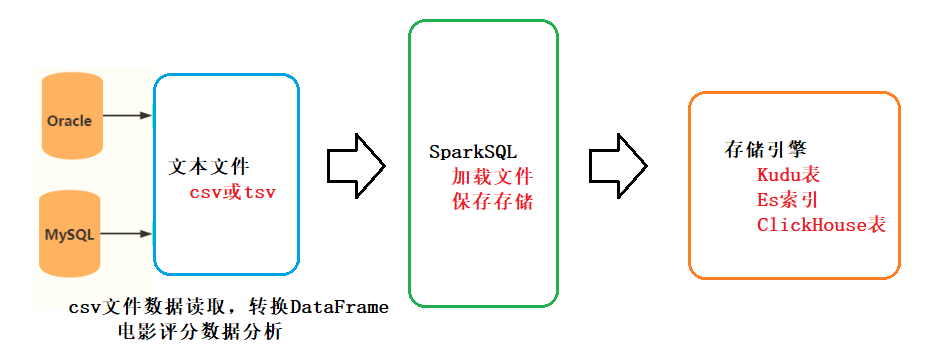 Oracle
MySQL
文本文件
csv或tsv
csv文件数据读取，转换DataFrame
电影评分数据分析
SparkSQL
加载文件
保存存储
存储引擎
Kudu表
Es索引
ClickHouse表